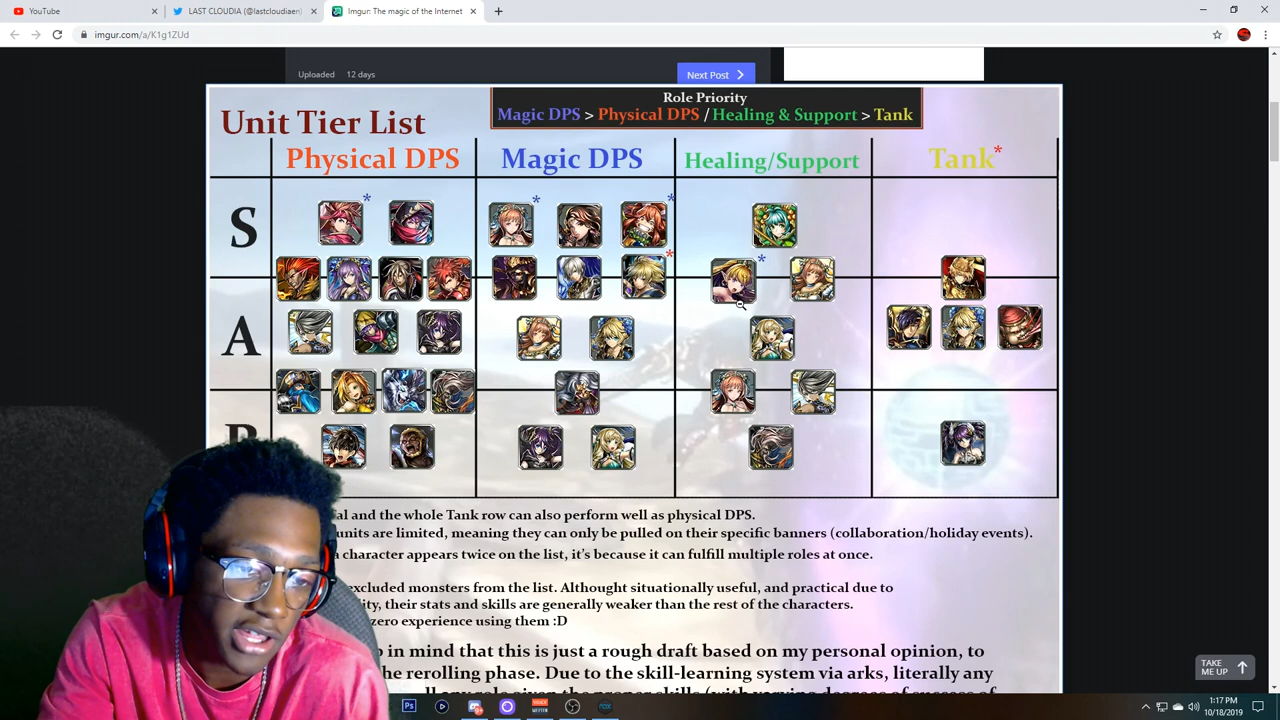 YouTube
LAST CLOUDIA (@lastcloudiaen)
Imgur: The magic of the Internet
imgur.com/a/K1g1ZUd
Uploaded 12 days
Next Post
Unit Tier List
Role Priority
Magic DPS > Physical DPS / Healing & Support > Tank
Physical DPS
Magic DPS
Healing/Support
Tank*
S
A
and the whole Tank row can also perform well as physical DPS.
units are limited, meaning they can only be pulled on their specific banners (collaboration/holiday events).
character appears twice on the list, it's because it can fulfill multiple roles at once.
excluded monsters from the list. Althought situationally useful, and practical due to
their stats and skills are generally weaker than the rest of the characters.
zero experience using them :D
in mind that this is just a rough draft based on my personal opinion, to
rerolling phase. Due to the skill-learning system via arks, literally any
TAKE
ME UP
1:17 PM
10/18/2019